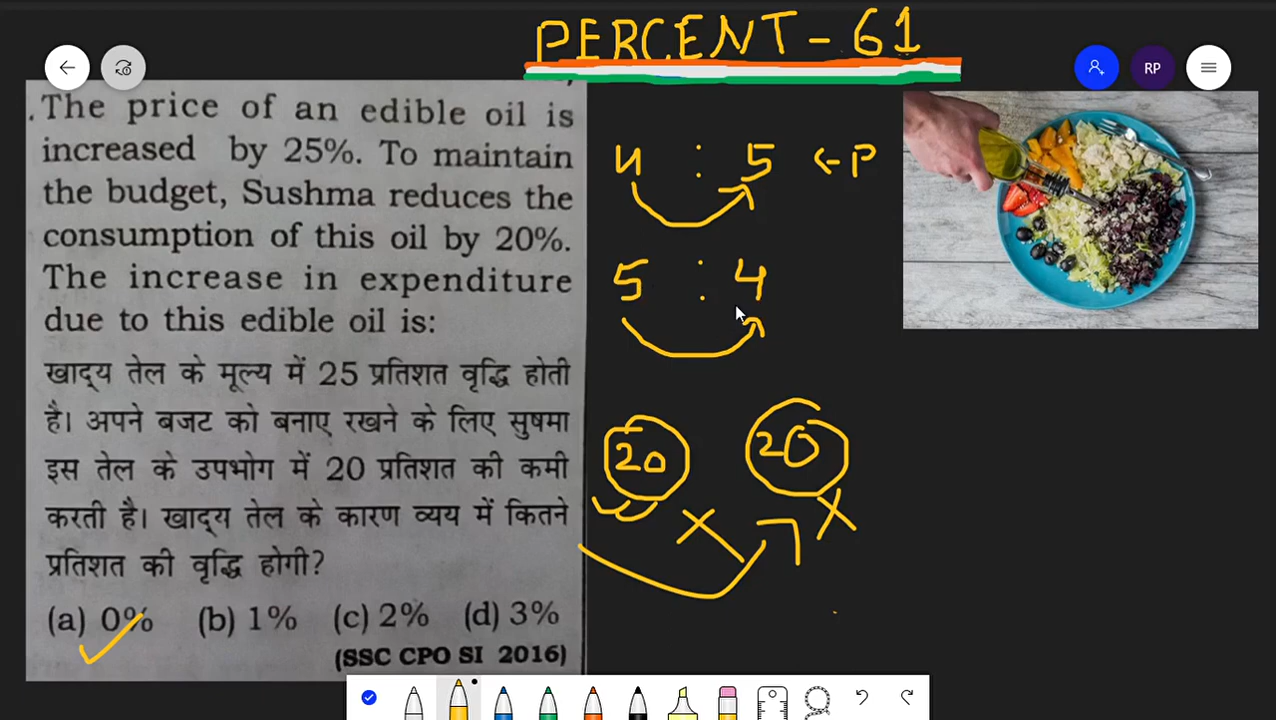 PERCENT-61
RP
The price of an edible oil is
increased by 25%. To maintain
the budget, Sushma reduces the
consumption of this oil by 20%.
The increase in expenditure
due to this edible oil is:
खाद्य तेल के मूल्य में 25 प्रतिशत वृद्धि होती
है। अपने बजट को बनाए रखने के लिए सुषमा
इस तेल के उपभोग में 20 प्रतिशत की कमी
करती है। खाद्य तेल के कारण व्यय में कितने
प्रतिशत की वृद्धि होगी?
(a) 0% (b) 1% (c) 2% (d) 3%
(SSC CPO SI 2016)
4 : 5 ←P
5 : 4
20 20